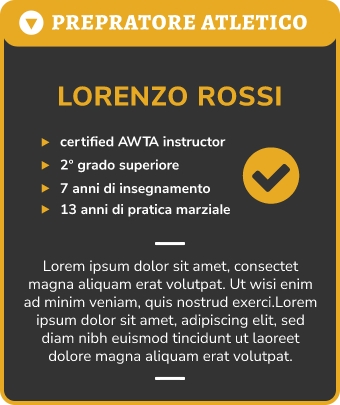 PREPRATORE ATLETICO
LORENZO ROSSI
certified AWTA instructor
2° grado superiore
7 anni di insegnamento
13 anni di pratica marziale
Lorem ipsum dolor sit amet, consectet
magna aliquam erat volutpat. Ut wisi enim
ad minim veniam, quis nostrud exerci.Lorem
ipsum dolor sit amet, adipiscing elit, sed
diam nibh euismod tincidunt ut laoreet
dolore magna aliquam erat volutpat.